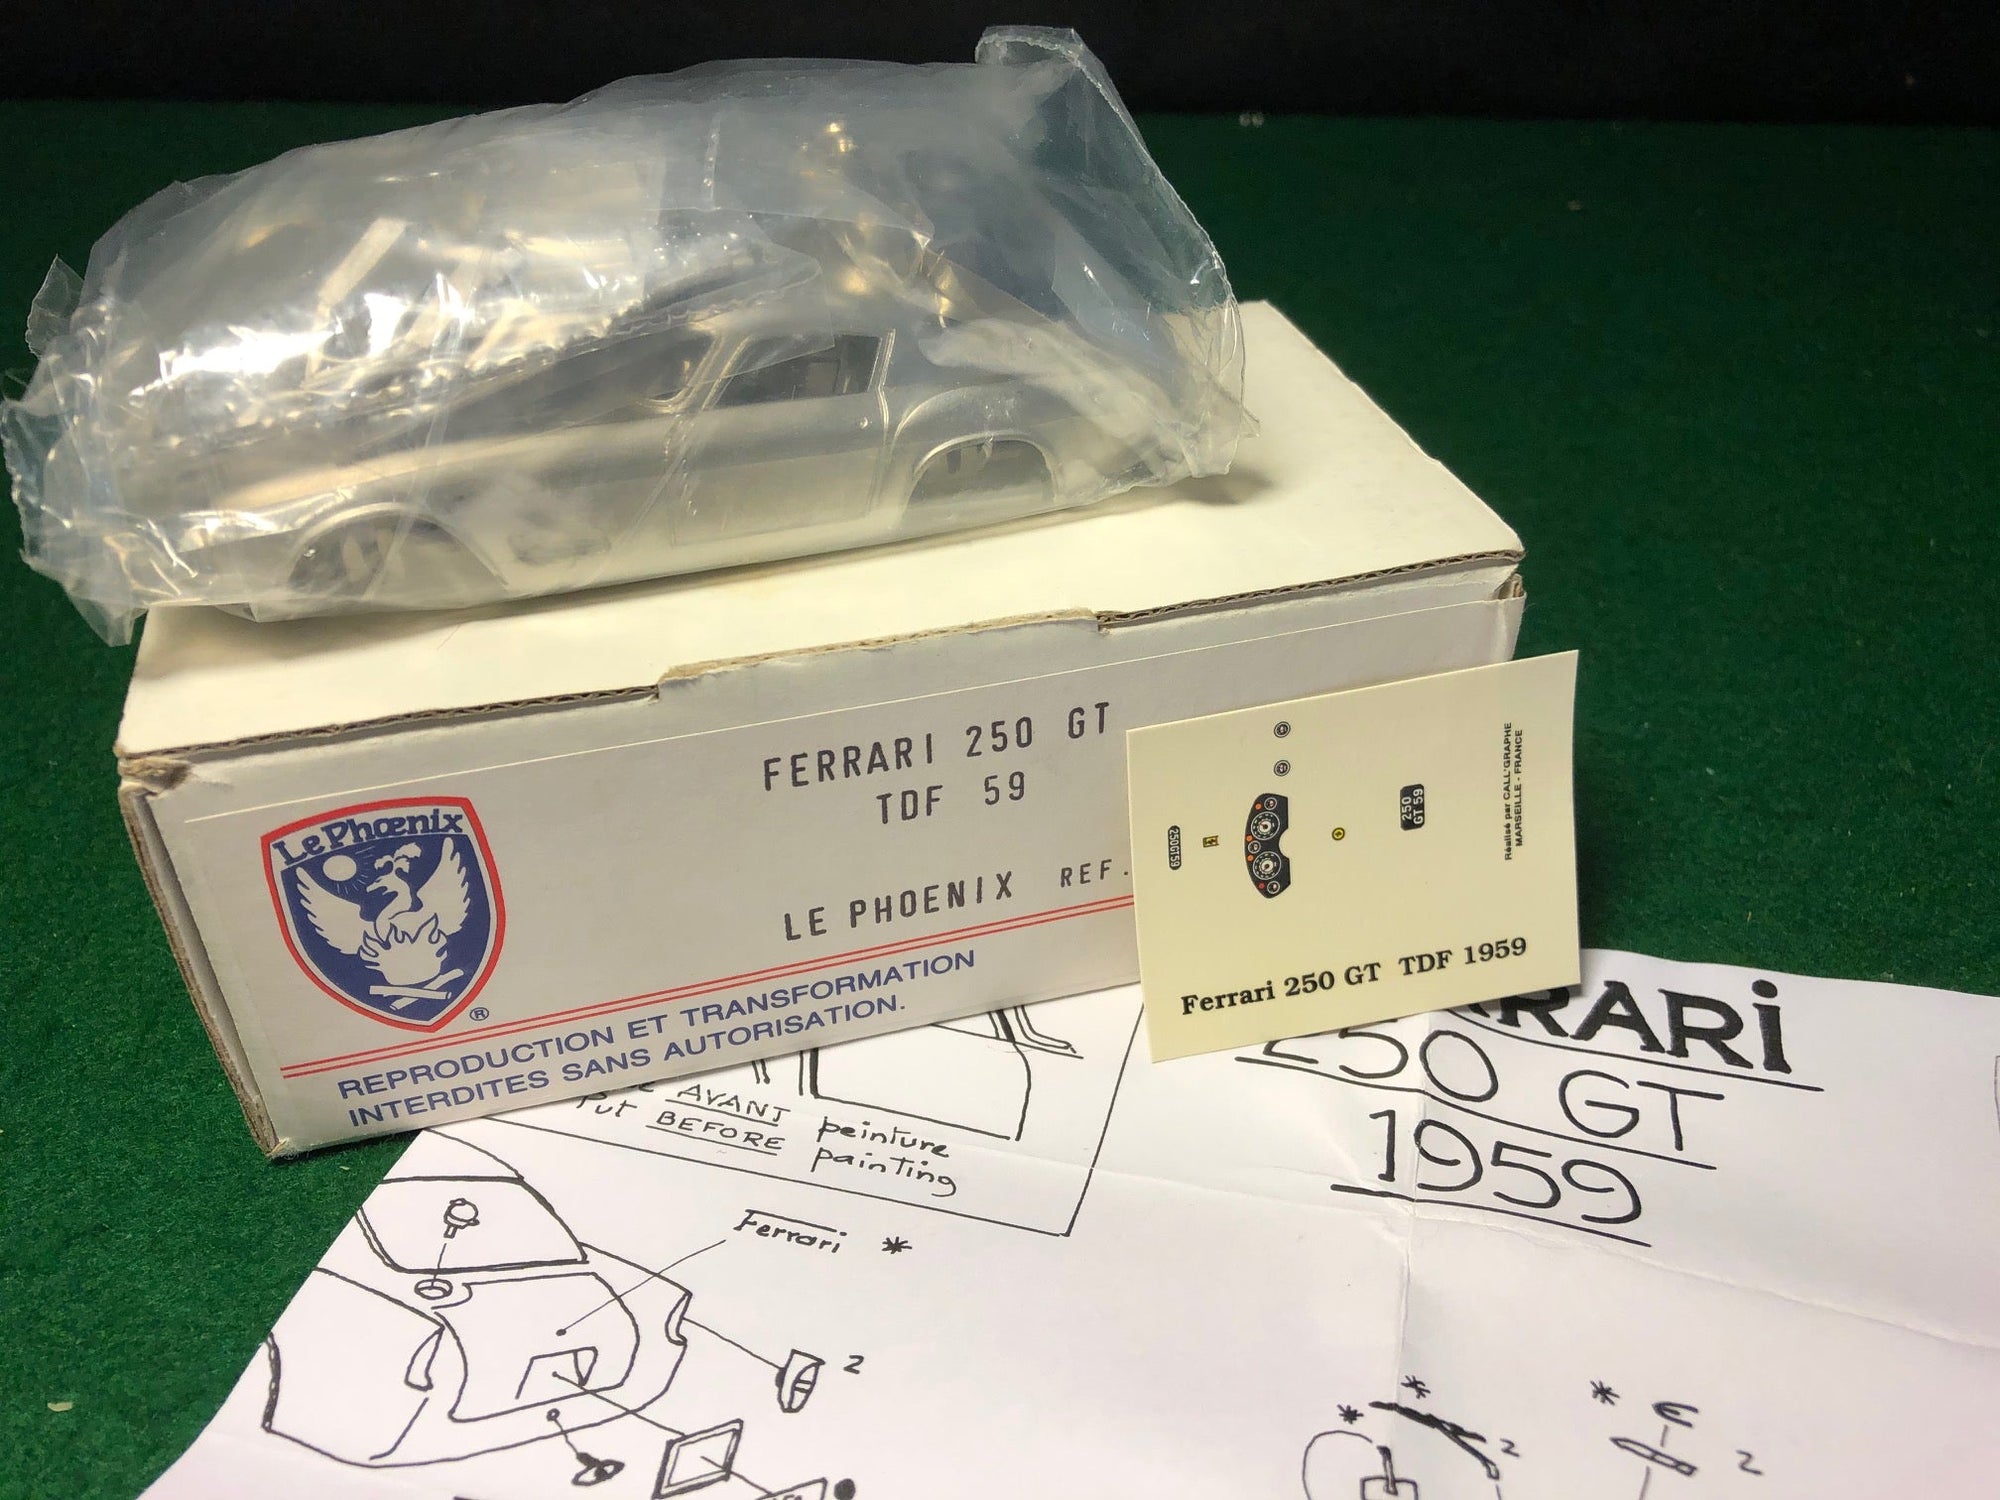 FERRARI 250 GT
TDF 59
LE PHOENIX REF.
Le Phœnix
®
REPRODUCTION ET TRANSFORMATION
INTERDITES SANS AUTORISATION.
250GT59
250
GT 59
Réalisé par CALL'GRAPHE
MARSEILLE - FRANCE
Ferrari 250 GT TDF 1959
RARi
250 GT
1959
AVANT peinture
Put BEFORE painting
Ferrari *
2
* * 2
* 2